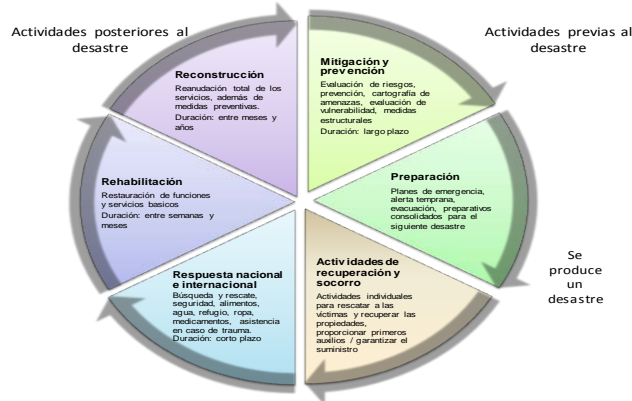 Actividades posteriores al
desastre
Actividades previas al
desastre
Reconstrucción
Reanudación total de los
servicios, además de
medidas preventivas.
Duración: entre meses y
años
Mitigación y
prevención
Evaluación de riesgos,
prevención, cartografía de
amenazas, evaluación de
vulnerabilidad, medidas
estructurales
Duración: largo plazo
Rehabilitación
Restauración de funciones
y servicios basicos
Duración: entre semanas y
meses
Preparación
Planes de emergencia,
alerta temprana,
evacuación, preparativos
consolidados para el
siguiente desastre
Respuesta nacional
e internacional
Búsqueda y rescate,
seguridad, alimentos,
agua, refugio, ropa,
medicamentos, asistencia
en caso de trauma.
Duración: corto plazo
Actividades de
recuperación y
socorro
Actividades individuales
para rescatar a las
víctimas y recuperar las
propiedades,
proporcionar primeros
auxilios / garantizar el
suministro
Se
produce
un
desastre